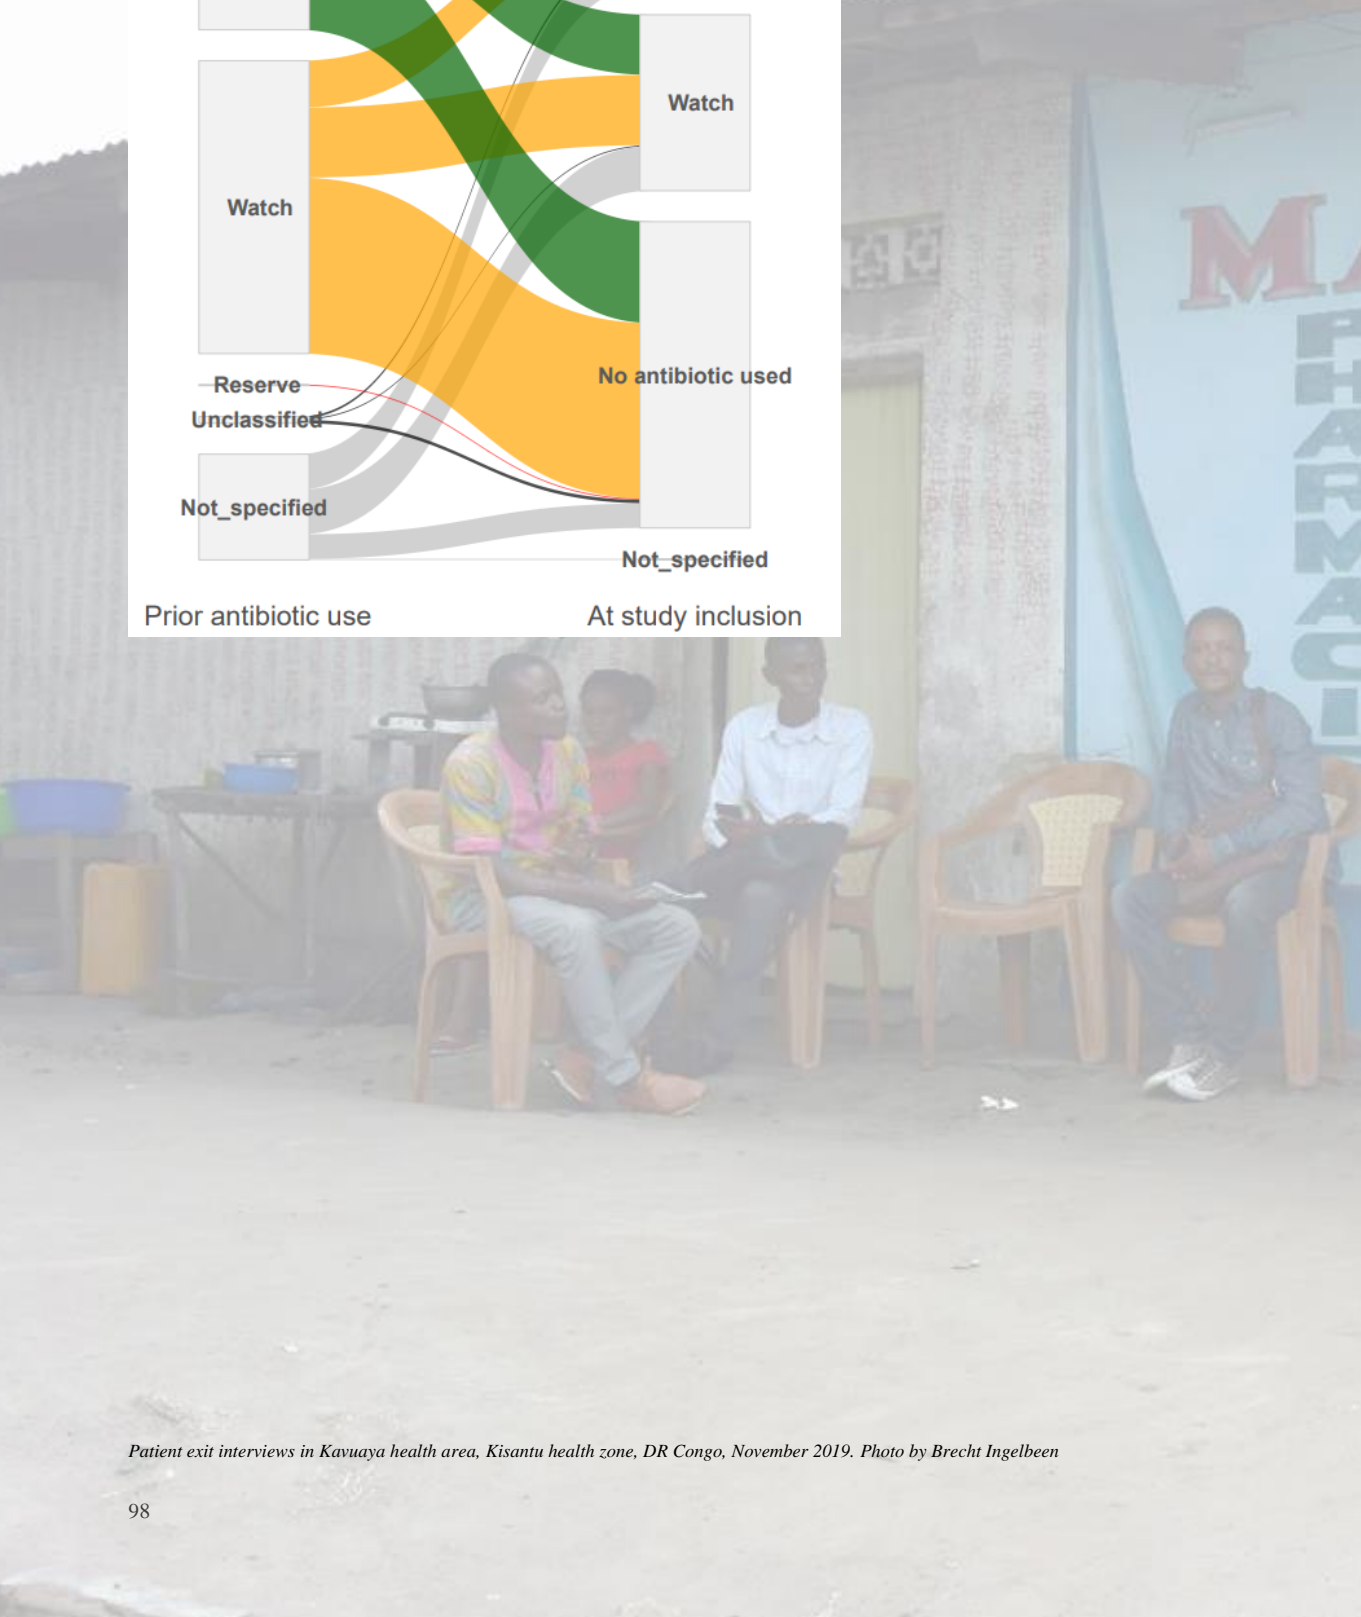 Watch
Watch
No antibiotic used
Reserve
Unclassified
Not_specified
Not_specified
Prior antibiotic use
At study inclusion
MA
PHARMACI
Patient exit interviews in Kavuaya health area, Kisantu health zone, DR Congo, November 2019. Photo by Brecht Ingelbeen
98